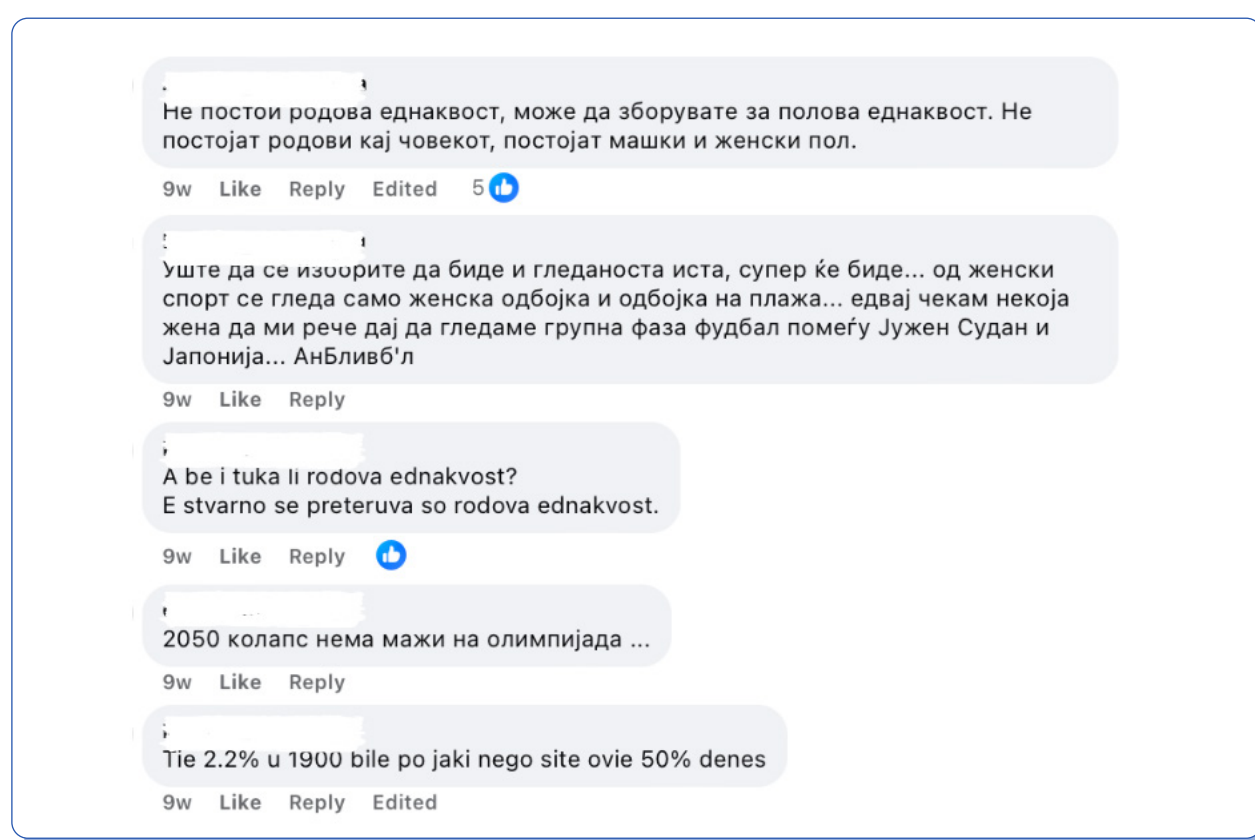 Не постои родова еднаквост, може да зборувате за полова еднаквост. Не
постојат родови кај човекот, постојат машки и женски пол.
9w Like Reply Edited 5
Уште да се изборите да биде и гледаноста иста, супер ќе биде... од женски
спорт се гледа само женска одбојка и одбојка на плажа... едвај чекам некоја
жена да ми рече дај да гледаме групна фаза фудбал помеѓу Јужен Судан и
Јапонија... АнБливб'л
9w Like Reply
A be i tuka li rodova ednakvost?
E stvarno se preteruva so rodova ednakvost.
9w Like Reply
2050 колапс нема мажи на олимпијада ...
9w Like Reply
Tie 2.2% u 1900 bile po jaki nego site ovie 50% denes
9w Like Reply Edited